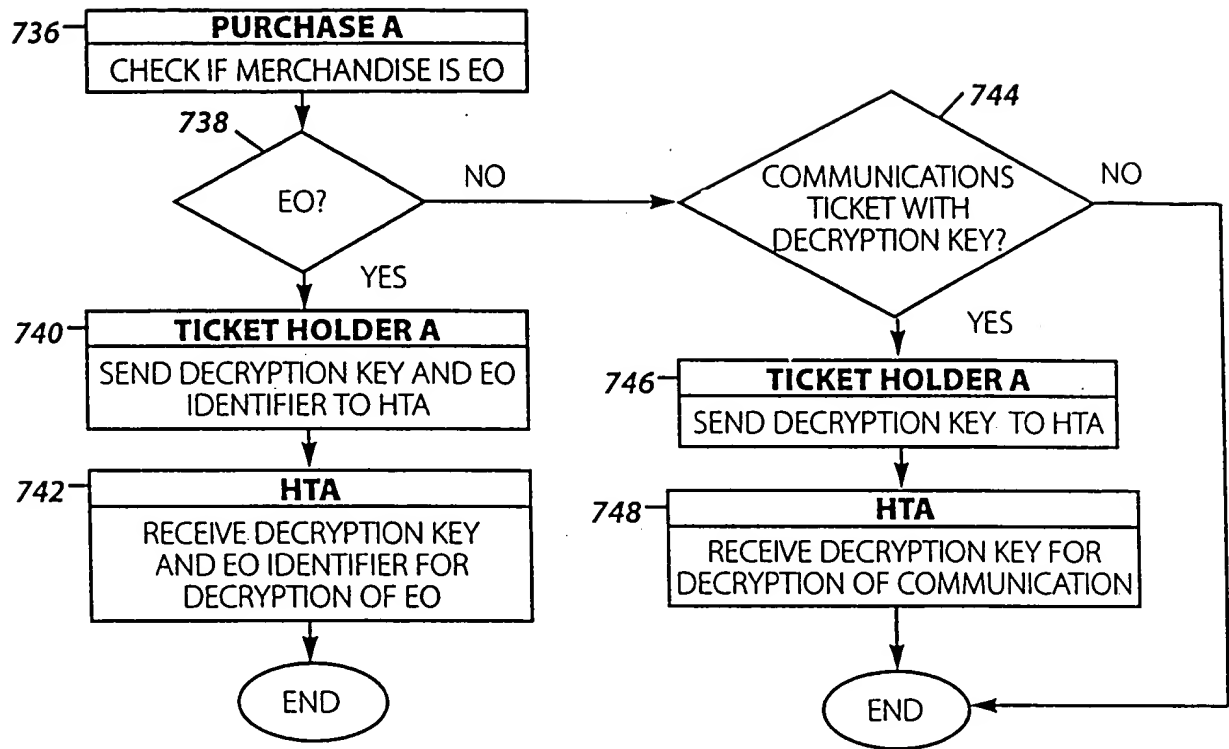 736
PURCHASE A
CHECK IF MERCHANDISE IS EO
738
EO?
NO
YES
740
TICKET HOLDER A
SEND DECRYPTION KEY AND EO
IDENTIFIER TO HTA
742
HTA
RECEIVE DECRYPTION KEY
AND EO IDENTIFIER FOR
DECRYPTION OF EO
END
744
COMMUNICATIONS
TICKET WITH
DECRYPTION KEY?
NO
YES
746
TICKET HOLDER A
SEND DECRYPTION KEY TO HTA
748
HTA
RECEIVE DECRYPTION KEY FOR
DECRYPTION OF COMMUNICATION
END